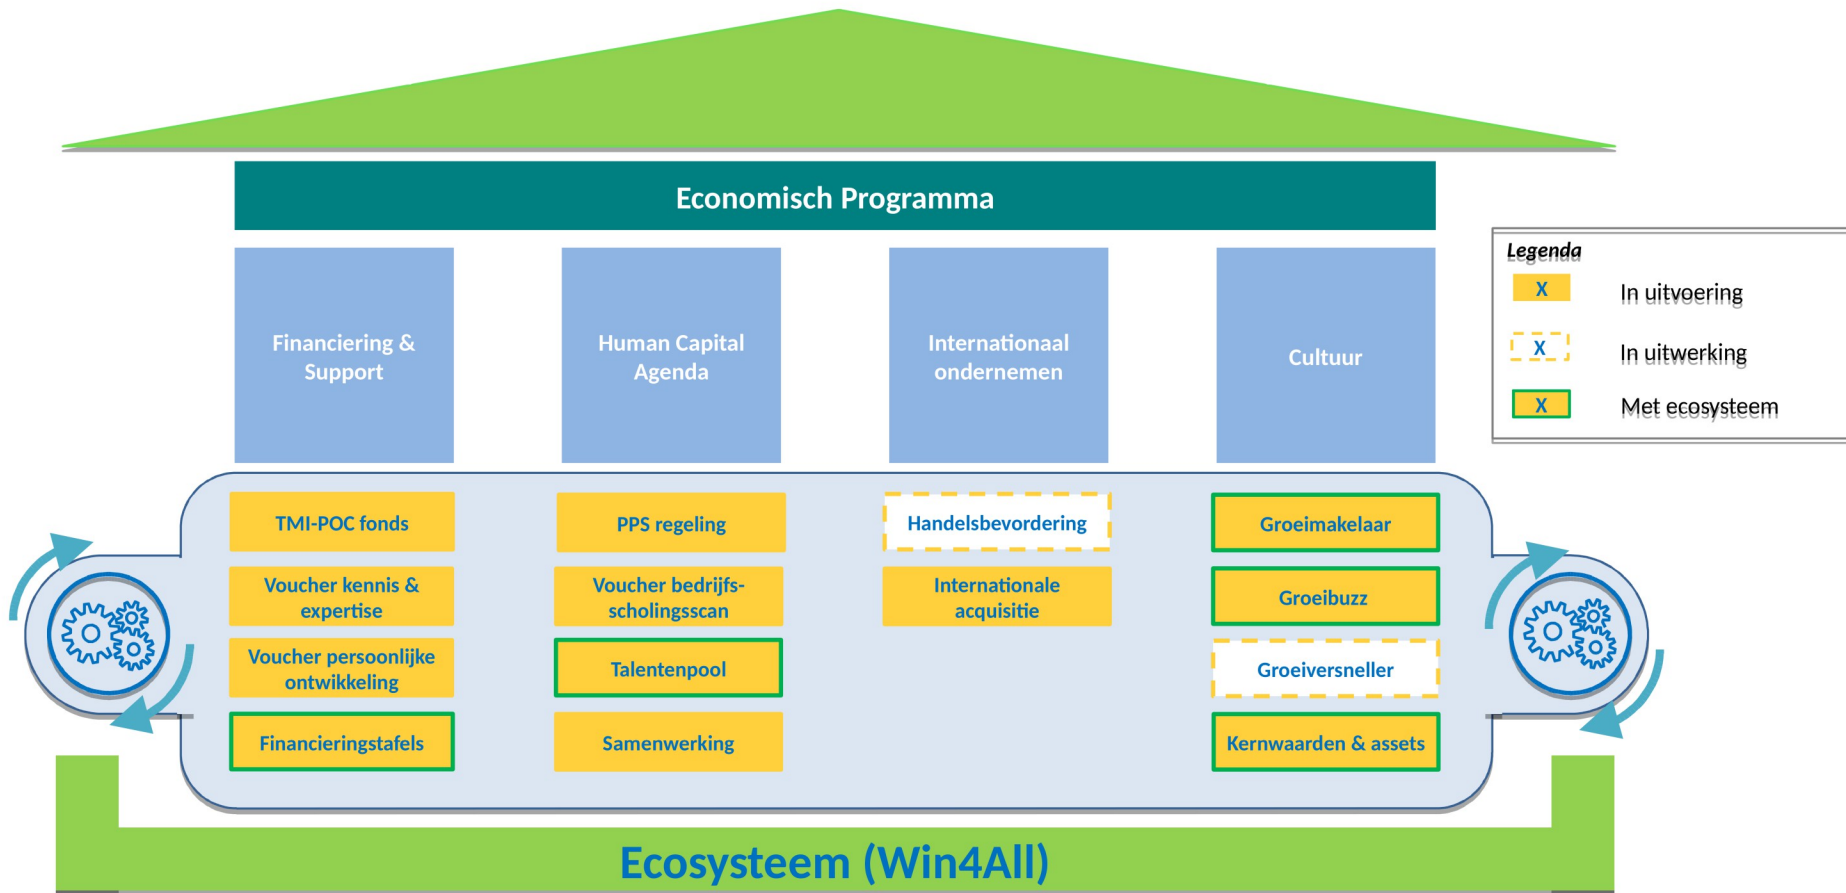 Economisch Programma
Legenda
X In uitvoering
X In uitwerking
X Met ecosysteem
Financiering &
Support
Human Capital
Agenda
Internationaal
ondernemen
Cultuur
TMI-POC fonds
PPS regeling
Handelsbevordering
Groeimakelaar
Voucher kennis &
expertise
Voucher bedrijfs-
scholingsscan
Internationale
acquisitie
Groeibuzz
Voucher persoonlijke
ontwikkeling
Talentenpool
Groeiversneller
Financieringstafels
Samenwerking
Kernwaarden & assets
Ecosysteem (Win4All)